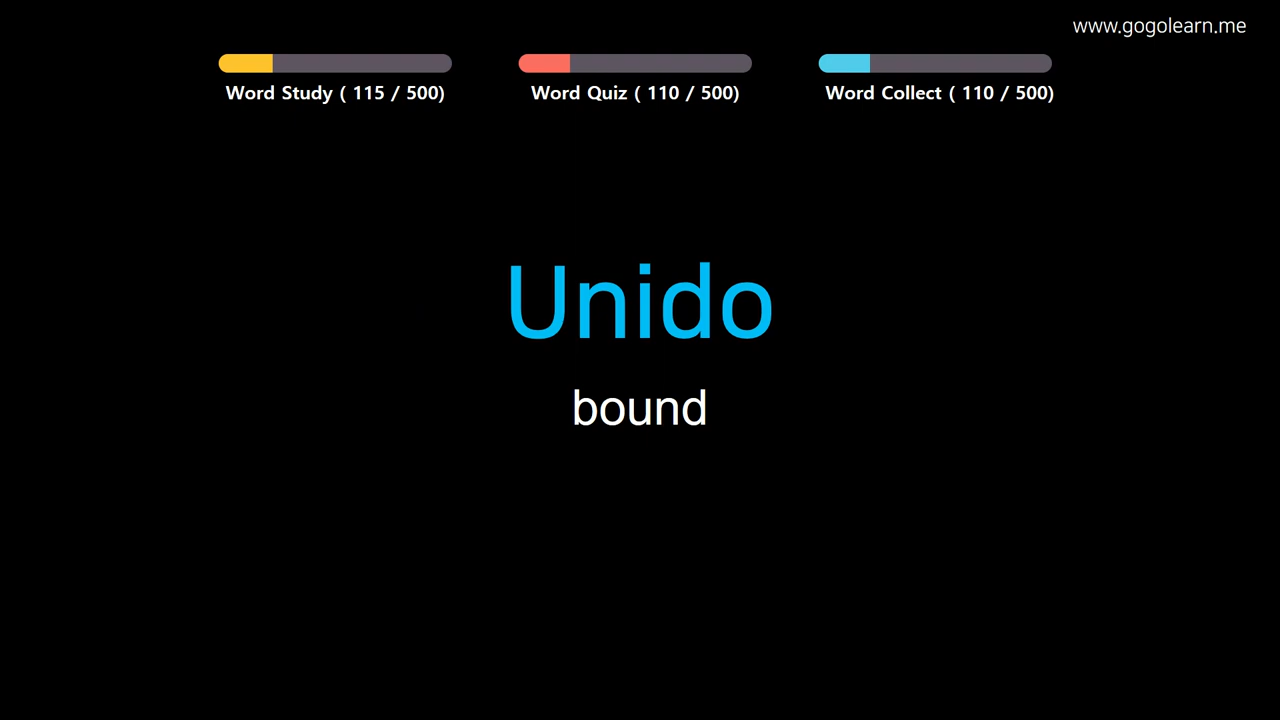 www.gogolearn.me
Word Study ( 115 / 500)
Word Quiz ( 110 / 500)
Word Collect ( 110 / 500)
Unido
bound